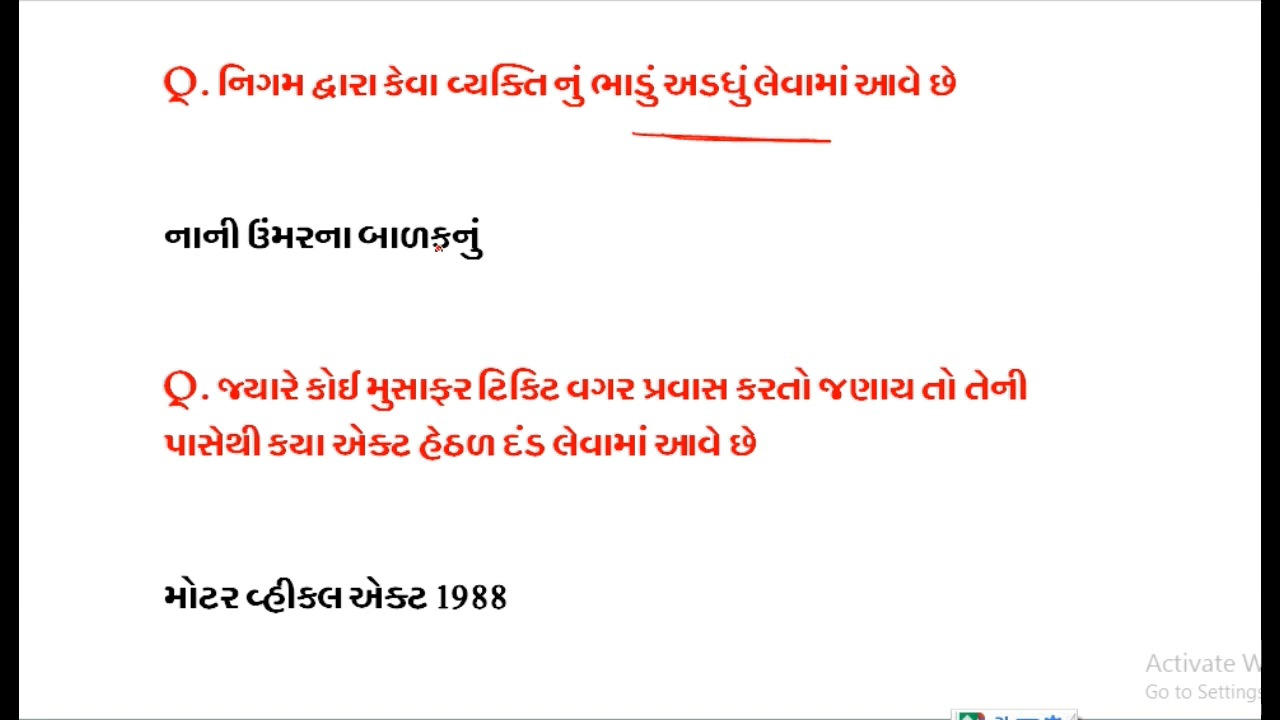 Q. નિગમ દ્વારા કેવા વ્યક્તિ નું ભાડું અડધું લેવામાં આવે છે
નાની ઉંમરના બાળકનું
Q. જ્યારે કોઈ મુસાફર ટિકિટ વગર પ્રવાસ કરતો જણાય તો તેની
પાસેથી કયા એક્ટ હેઠળ દંડ લેવામાં આવે છે
મોટર વ્હીકલ એક્ટ 1988
Activate W
Go to Settings